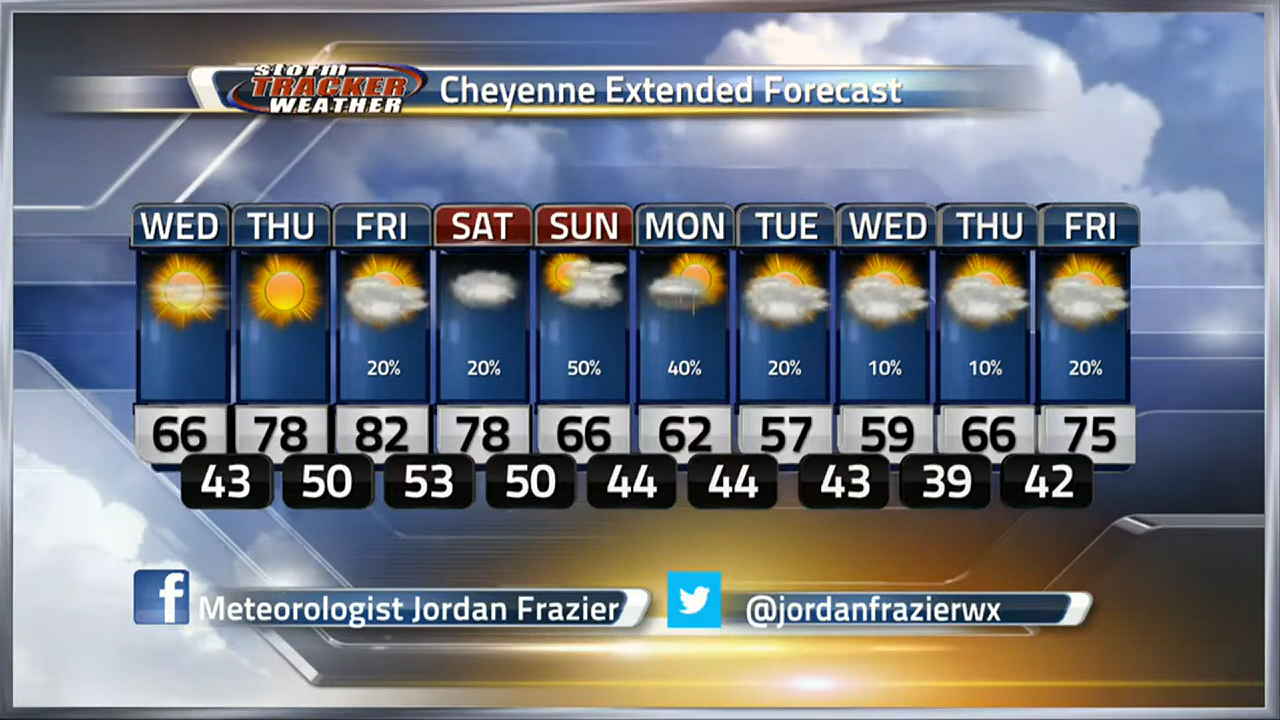 storm
TRACKER
WEATHER
Cheyenne Extended Forecast
WED THU FRI SAT SUN MON TUE WED THU FRI
20% 20% 50% 40% 20% 10% 10% 20%
66 78 82 78 66 62 57 59 66 75
43 50 53 50 44 44 43 39 42
f Meteorologist Jordan Frazier @jordanfrazierwx